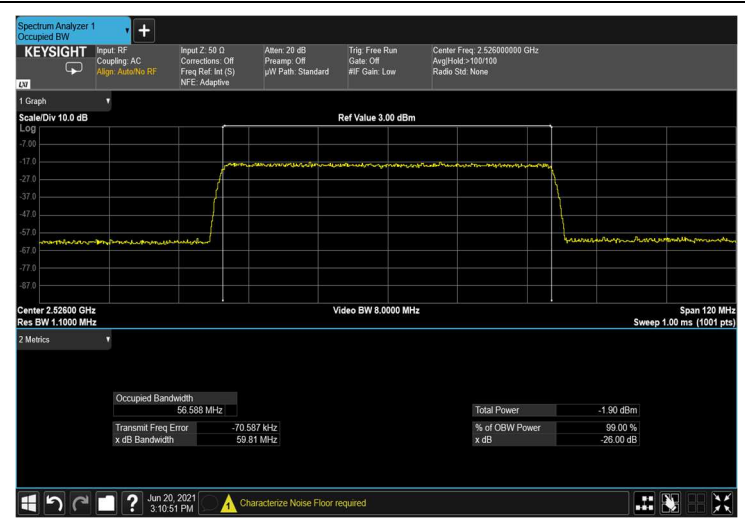 Spectrum Analyzer 1
Occupied BW
KEYSIGHT
Input: RF
Coupling: AC
Align: Auto/No RF
Input Z: 50 Ω
Corrections: Off
Freq Ref: Int (S)
NFE: Adaptive
Atten: 20 dB
Preamp: Off
µW Path: Standard
Trig: Free Run
Gate: Off
#IF Gain: Low
Center Freq: 2.526000000 GHz
Avg|Hold:>100/100
Radio Std: None
LXI
1 Graph
Scale/Div 10.0 dB
Ref Value 3.00 dBm
Log
-7.00
-17.0
-27.0
-37.0
-47.0
-57.0
-67.0
-77.0
-87.0
Center 2.52600 GHz
Video BW 8.0000 MHz
Span 120 MHz
Res BW 1.1000 MHz
Sweep 1.00 ms (1001 pts)
2 Metrics
Occupied Bandwidth
56.588 MHz
Total Power -1.90 dBm
Transmit Freq Error -70.587 kHz
% of OBW Power 99.00 %
x dB Bandwidth 59.81 MHz
x dB -26.00 dB
?
Jun 20, 2021
3:10:51 PM
1
Characterize Noise Floor required